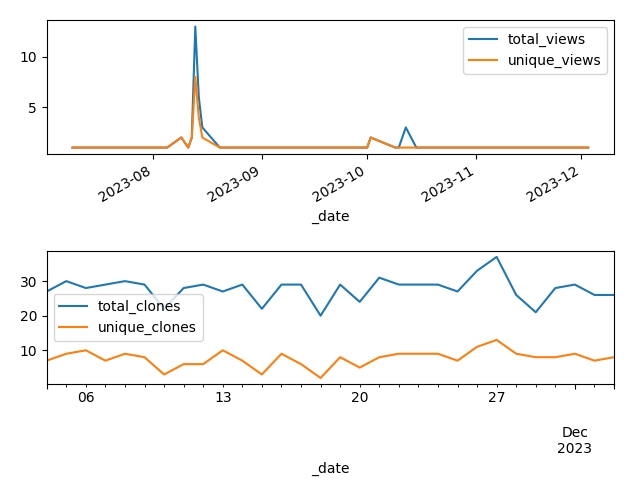 10
5
total_views
unique_views
2023-08
2023-09
2023-10
2023-11
2023-12
_date
30
20
10
total_clones
unique_clones
06
13
20
27
Dec
2023
_date